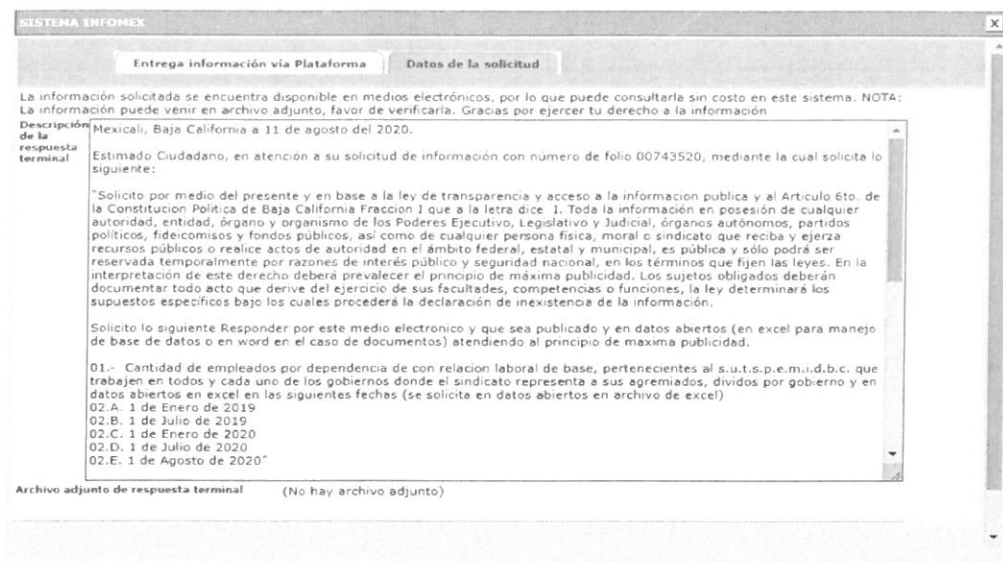 SISTEMA INFOMEX
X
Entrega información vía Plataforma
Datos de la solicitud
La información solicitada se encuentra disponible en medios electrónicos, por lo que puede consultarla sin costo en este sistema. NOTA:
La información puede venir en archivo adjunto, favor de verificarla. Gracias por ejercer tu derecho a la información
Descripción
de la
respuesta
terminal
Mexicali, Baja California a 11 de agosto del 2020.
Estimado Ciudadano, en atención a su solicitud de información con número de folio 00743520, mediante la cual solicita lo
siguiente:
"Solicito por medio del presente y en base a la ley de transparencia y acceso a la informacion publica y al Articulo 6to. de
la Constitucion Politica de Baja California Fraccion I que a la letra dice I. Toda la información en posesión de cualquier
autoridad, entidad, órgano y organismo de los Poderes Ejecutivo, Legislativo y Judicial, órganos autónomos, partidos
políticos, fideicomisos y fondos públicos, así como de cualquier persona física, moral o sindicato que reciba y ejerza
recursos públicos o realice actos de autoridad en el ámbito federal, estatal y municipal, es pública y sólo podrá ser
reservada temporalmente por razones de interés público y seguridad nacional, en los términos que fijen las leyes. En la
interpretación de este derecho deberá prevalecer el principio de máxima publicidad. Los sujetos obligados deberán
documentar todo acto que derive del ejercicio de sus facultades, competencias o funciones, la ley determinará los
supuestos específicos bajo los cuales procederá la declaración de inexistencia de la información.
Solicito lo siguiente Responder por este medio electronico y que sea publicado y en datos abiertos (en excel para manejo
de base de datos o en word en el caso de documentos) atendiendo al principio de maxima publicidad.
01.- Cantidad de empleados por dependencia de con relacion laboral de base, pertenecientes al s.u.t.s.p.e.m.i.d.b.c. que
trabajen en todos y cada uno de los gobiernos donde el sindicato representa a sus agremiados, dividos por gobierno y en
datos abiertos en excel en las siguientes fechas (se solicita en datos abiertos en archivo de excel)
02.A. 1 de Enero de 2019
02.B. 1 de Julio de 2019
02.C. 1 de Enero de 2020
02.D. 1 de Julio de 2020
02.E. 1 de Agosto de 2020"
Archivo adjunto de respuesta terminal
(No hay archivo adjunto)